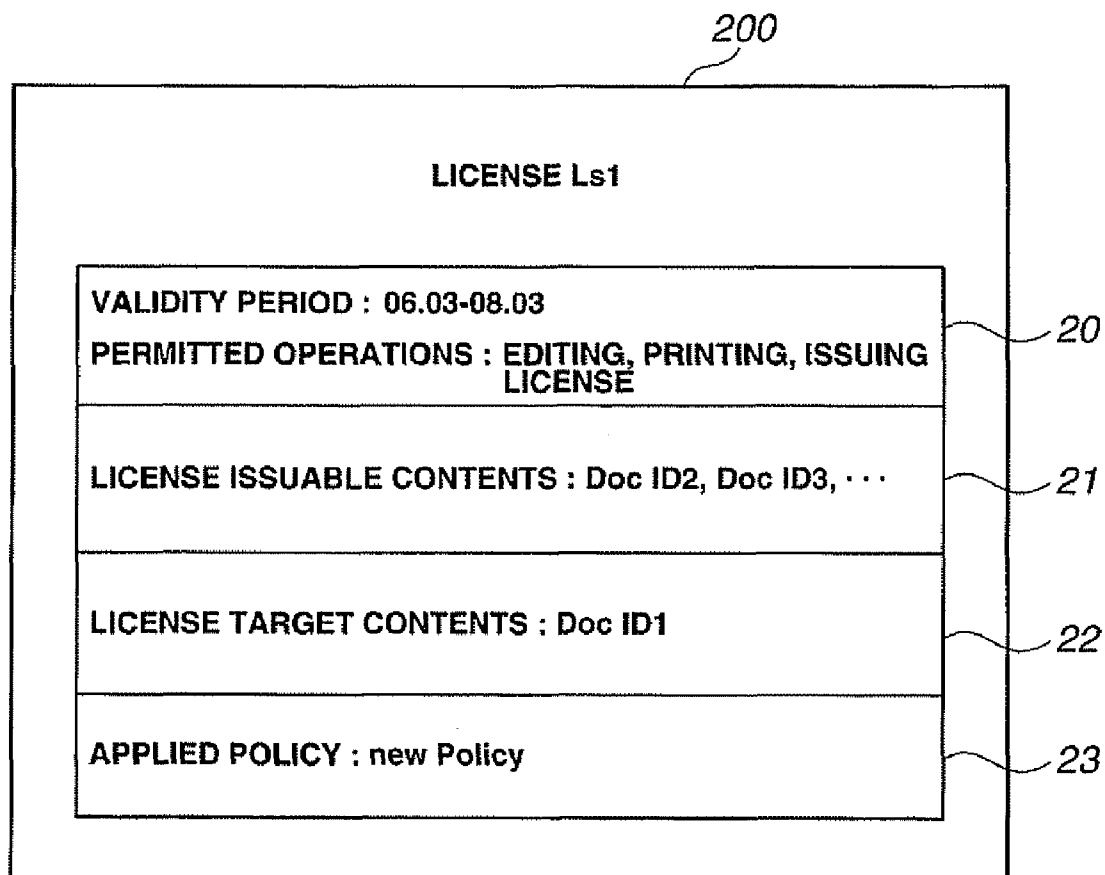 200
LICENSE Ls1
VALIDITY PERIOD : 06.03-08.03
20
PERMITTED OPERATIONS : EDITING, PRINTING, ISSUING
LICENSE
LICENSE ISSUABLE CONTENTS : Doc ID2, Doc ID3, ···
21
LICENSE TARGET CONTENTS : Doc ID1
22
APPLIED POLICY : new Policy
23